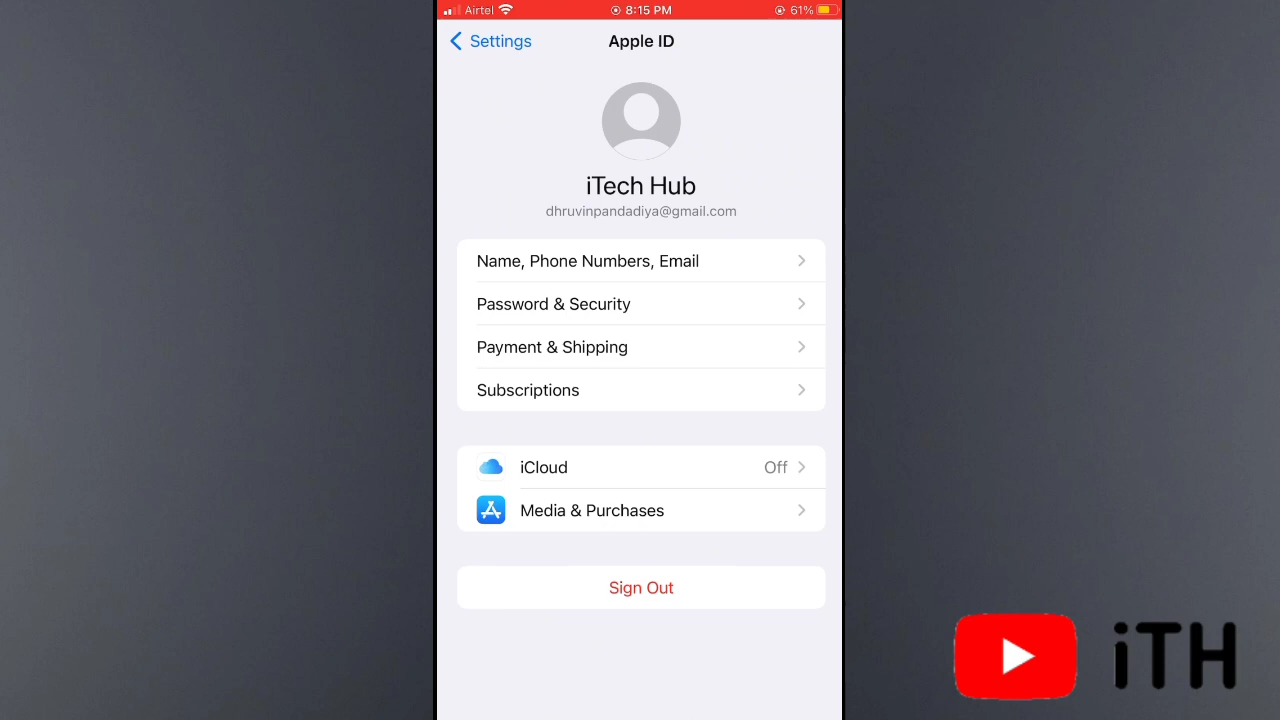 Airtel 8:15 PM 61%
Settings Apple ID
iTech Hub
dhruvinpandadiya@gmail.com
Name, Phone Numbers, Email
Password & Security
Payment & Shipping
Subscriptions
iCloud Off
Media & Purchases
Sign Out
iTH